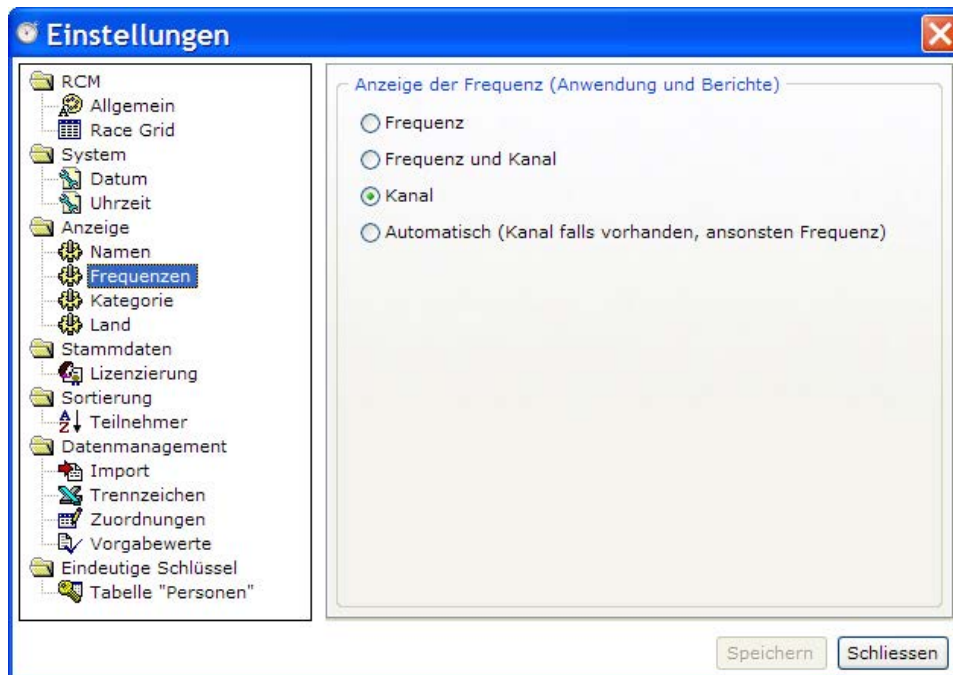 Einstellungen
RCM
Allgemein
Race Grid
System
Datum
Uhrzeit
Anzeige
Namen
Frequenzen
Kategorie
Land
Stammdaten
Lizenzierung
Sortierung
Teilnehmer
Datenmanagement
Import
Trennzeichen
Zuordnungen
Vorgabewerte
Eindeutige Schlüssel
Tabelle "Personen"
Anzeige der Frequenz (Anwendung und Berichte)
Frequenz
Frequenz und Kanal
Kanal
Automatisch (Kanal falls vorhanden, ansonsten Frequenz)
Speichern
Schliessen